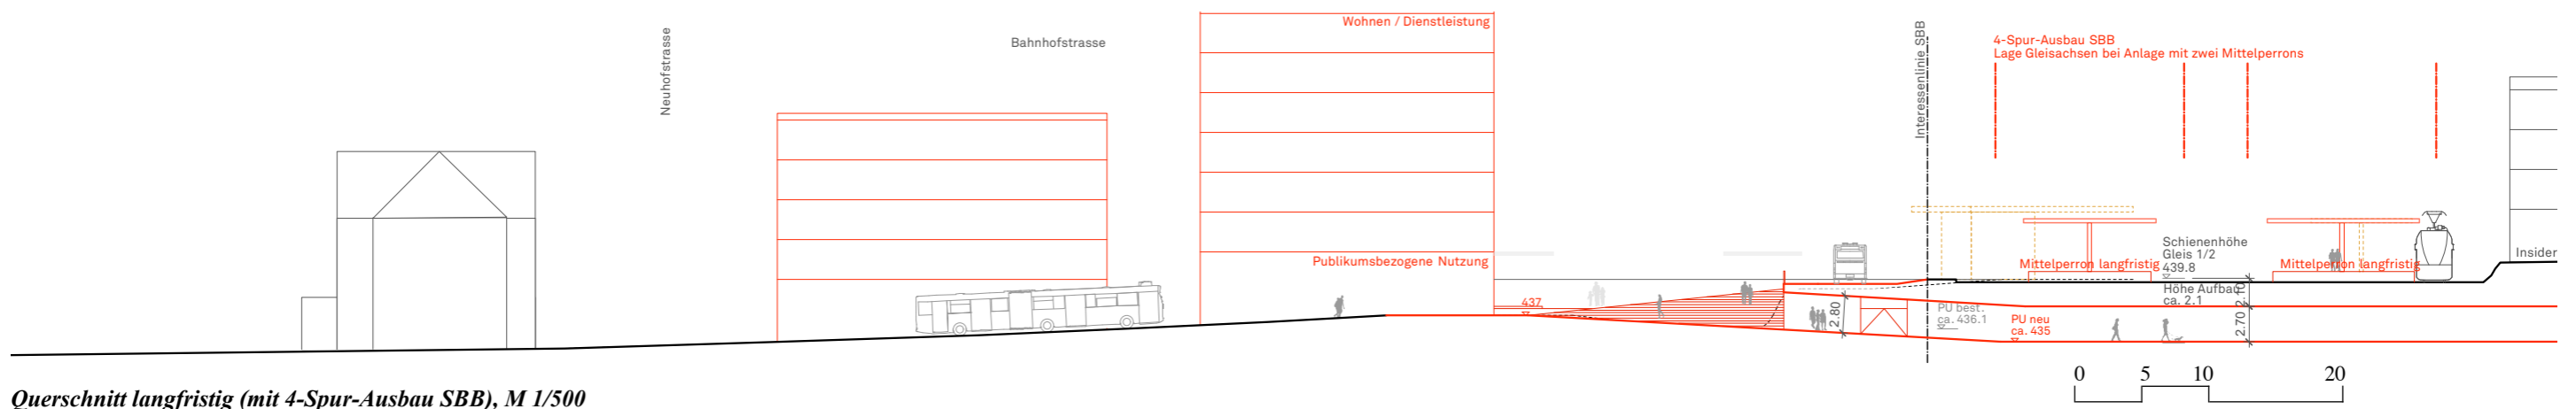 Neuhofstrasse
Bahnhofstrasse
Wohnen / Dienstleistung
Publikumsbezogene Nutzung
437
2.80
Interessenlinie SBB
4-Spur-Ausbau SBB
Lage Gleisachsen bei Anlage mit zwei Mittelperrons
Mittelperron langfristig
Schienenhöhe
Gleis 1/2
439.8
Mittelperron langfristig
Insider
Höhe Aufbau
ca. 2.1
2.10
PU best.
ca. 436.1
PU neu
ca. 435
2.70
0 5 10 20
Querschnitt langfristig (mit 4-Spur-Ausbau SBB), M 1/500